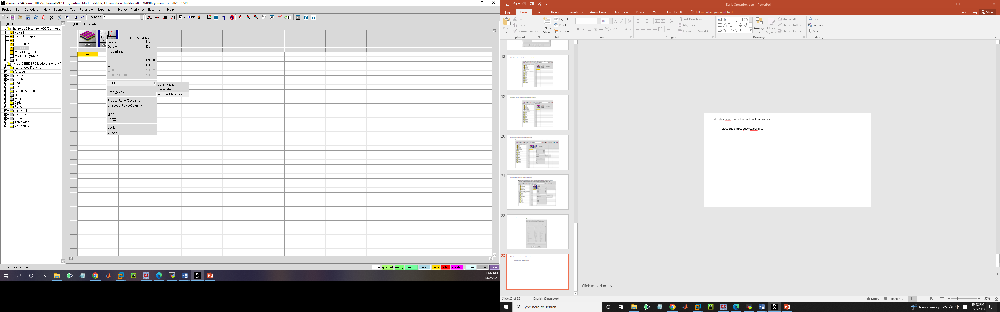 /home/ee5442/imem002/Sentaurus/MOSFET (Runtime Mode: Editable, Organization: Traditional) - SWB@Feynman01 vT-2022.03-SP1
Project Edit Scheduler View Scenario Tool Parameter Experiments Nodes Variables Extensions Help
Scenario: all
Projects
/home/ee5442/imem002/Sentaurus
FeFET
FeFET_simple
MFM
MFM_final
MOSFET_final
MultiValleyMOS
tmp
/apps_SEEDER01/eda/synopsys/s
AdvancedTransport
Analog
Backend
Bipolar
CMOS
FinFET
GettingStarted
Hetero
Memory
Opto
Power
Reliability
Sensors
Solar
Templates
Variability
Project Scheduler
SDE
No Variables
1 --
Add... Ins
Delete Del
Properties...
Cut Ctrl+X
Copy Ctrl+C
Paste Ctrl+V
Paste Special... Ctrl+M
Edit Input
Preprocess
Freeze Rows/Columns
Unfreeze Rows/Columns
Hide
Show
Lock
Unlock
Commands...
Parameter...
Include Materials...
Edit mode - modified
none queued ready pending running done failed aborted virtual pruned folded
10:42 PM
13/2/2023
Basic Opeartion.pptx - PowerPoint
File Home Insert Design Transitions Animations Slide Show Review View EndNote X9 Tell me what you want to do...
Jiao Leming Share
Paste
Cut
Copy
Format Painter
Clipboard
New
Slide
Layout
Reset
Section
Slides
18
B I U S abc AV Aa A
Font
Text Direction
Align Text
Convert to SmartArt
Paragraph
Arrange
Quick
Styles
Shape Fill
Shape Outline
Shape Effects
Drawing
Find
Replace
Select
Editing
18
19
20
21
22
23
Edit sdevice.par to define material parameters
Close the empty sdevice.par first
Click to add notes
Slide 23 of 23 English (Singapore)
Notes Comments 50%
Type here to search
Rain coming
中
10:42 PM
13/2/2023